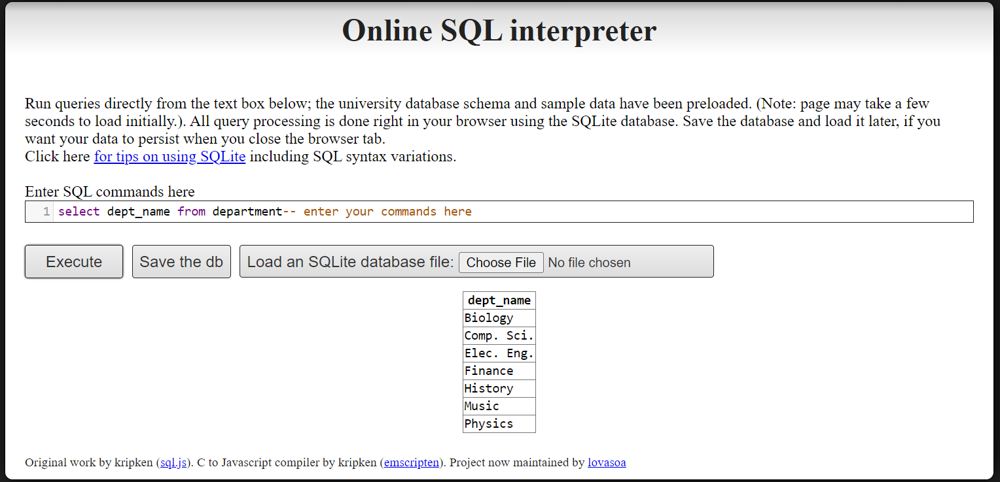 Online SQL interpreter
Run queries directly from the text box below; the university database schema and sample data have been preloaded. (Note: page may take a few
seconds to load initially.). All query processing is done right in your browser using the SQLite database. Save the database and load it later, if you
want your data to persist when you close the browser tab.
Click here for tips on using SQLite including SQL syntax variations.
Enter SQL commands here
1 select dept_name from department-- enter your commands here
Execute Save the db Load an SQLite database file: Choose File No file chosen
dept_name
Biology
Comp. Sci.
Elec. Eng.
Finance
History
Music
Physics
Original work by kripken (sql.js). C to Javascript compiler by kripken (emscripten). Project now maintained by lovasoa